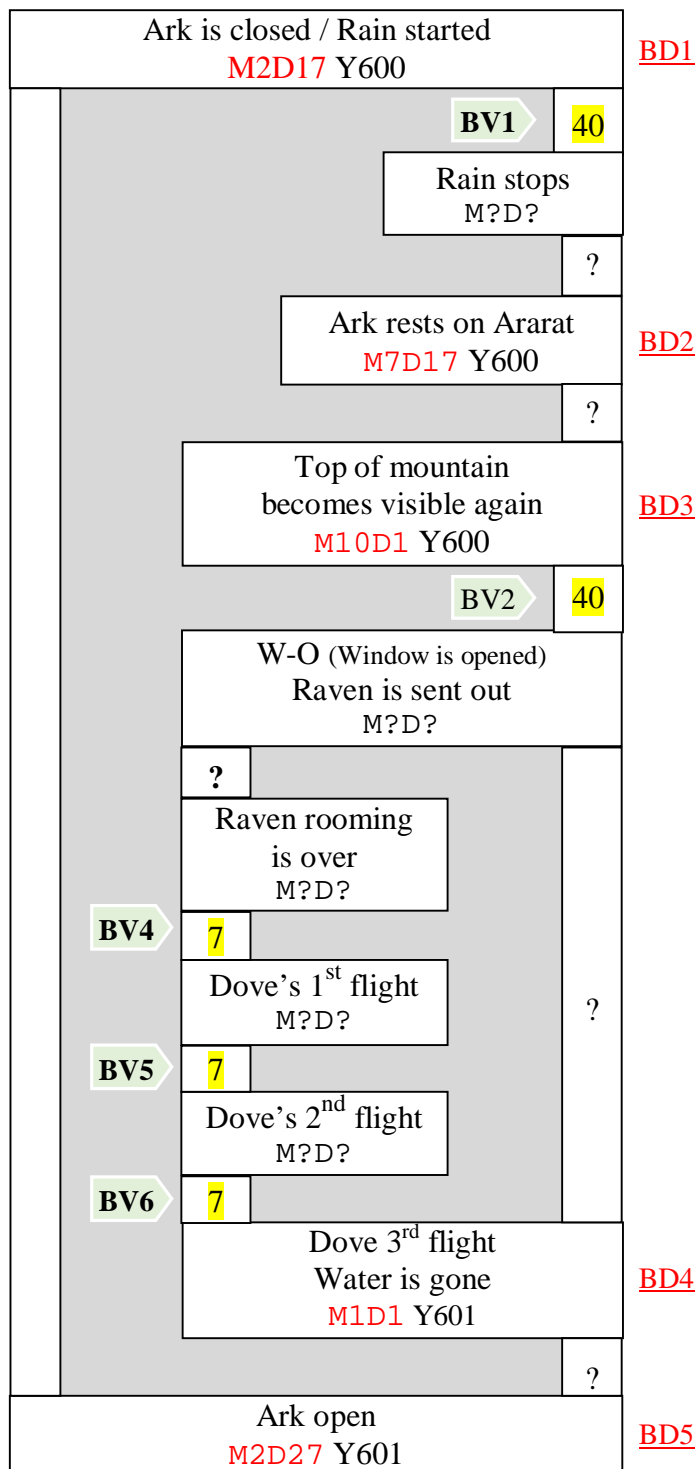 Ark is closed / Rain started
M2D17 Y600
BD1
BV1
40
Rain stops
M?D?
?
Ark rests on Ararat
M7D17 Y600
BD2
?
Top of mountain
becomes visible again
M10D1 Y600
BD3
BV2
40
W-O (Window is opened)
Raven is sent out
M?D?
?
Raven rooming
is over
M?D?
BV4
7
Dove's 1st flight
M?D?
?
BV5
7
Dove's 2nd flight
M?D?
BV6
7
Dove 3rd flight
Water is gone
M1D1 Y601
BD4
?
Ark open
M2D27 Y601
BD5